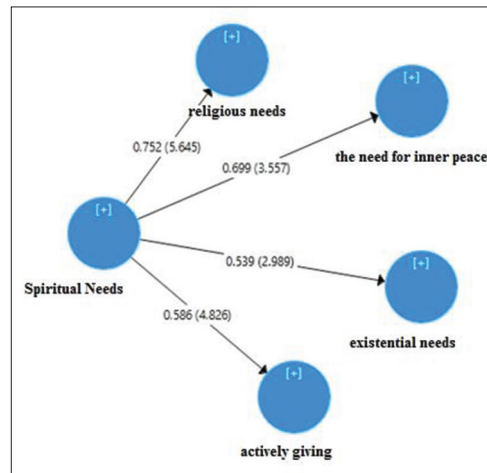 [+]
religious needs
[+]
the need for inner peace
0.752 (5.645)
0.699 (3.557)
[+]
Spiritual Needs
0.539 (2.989)
[+]
existential needs
0.586 (4.826)
[+]
actively giving